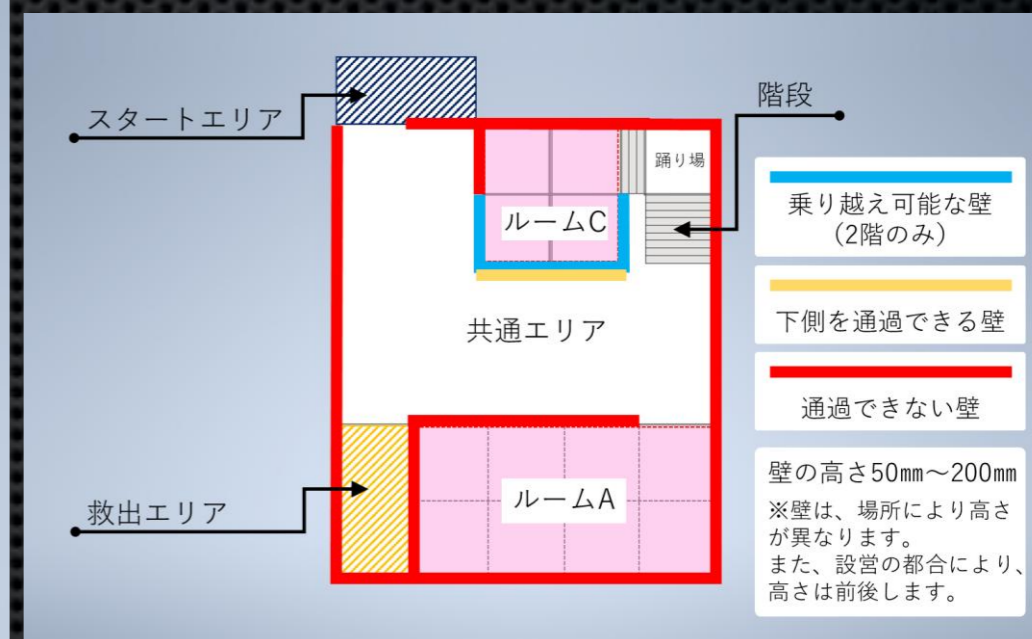 スタートエリア
階段
踊り場
ルームC
乗り越え可能な壁
(2階のみ)
下側を通過できる壁
共通エリア
通過できない壁
救出エリア
ルームA
壁の高さ50㎜～200㎜
※壁は、場所により高さ
が異なります。
また、設営の都合により、
高さは前後します。